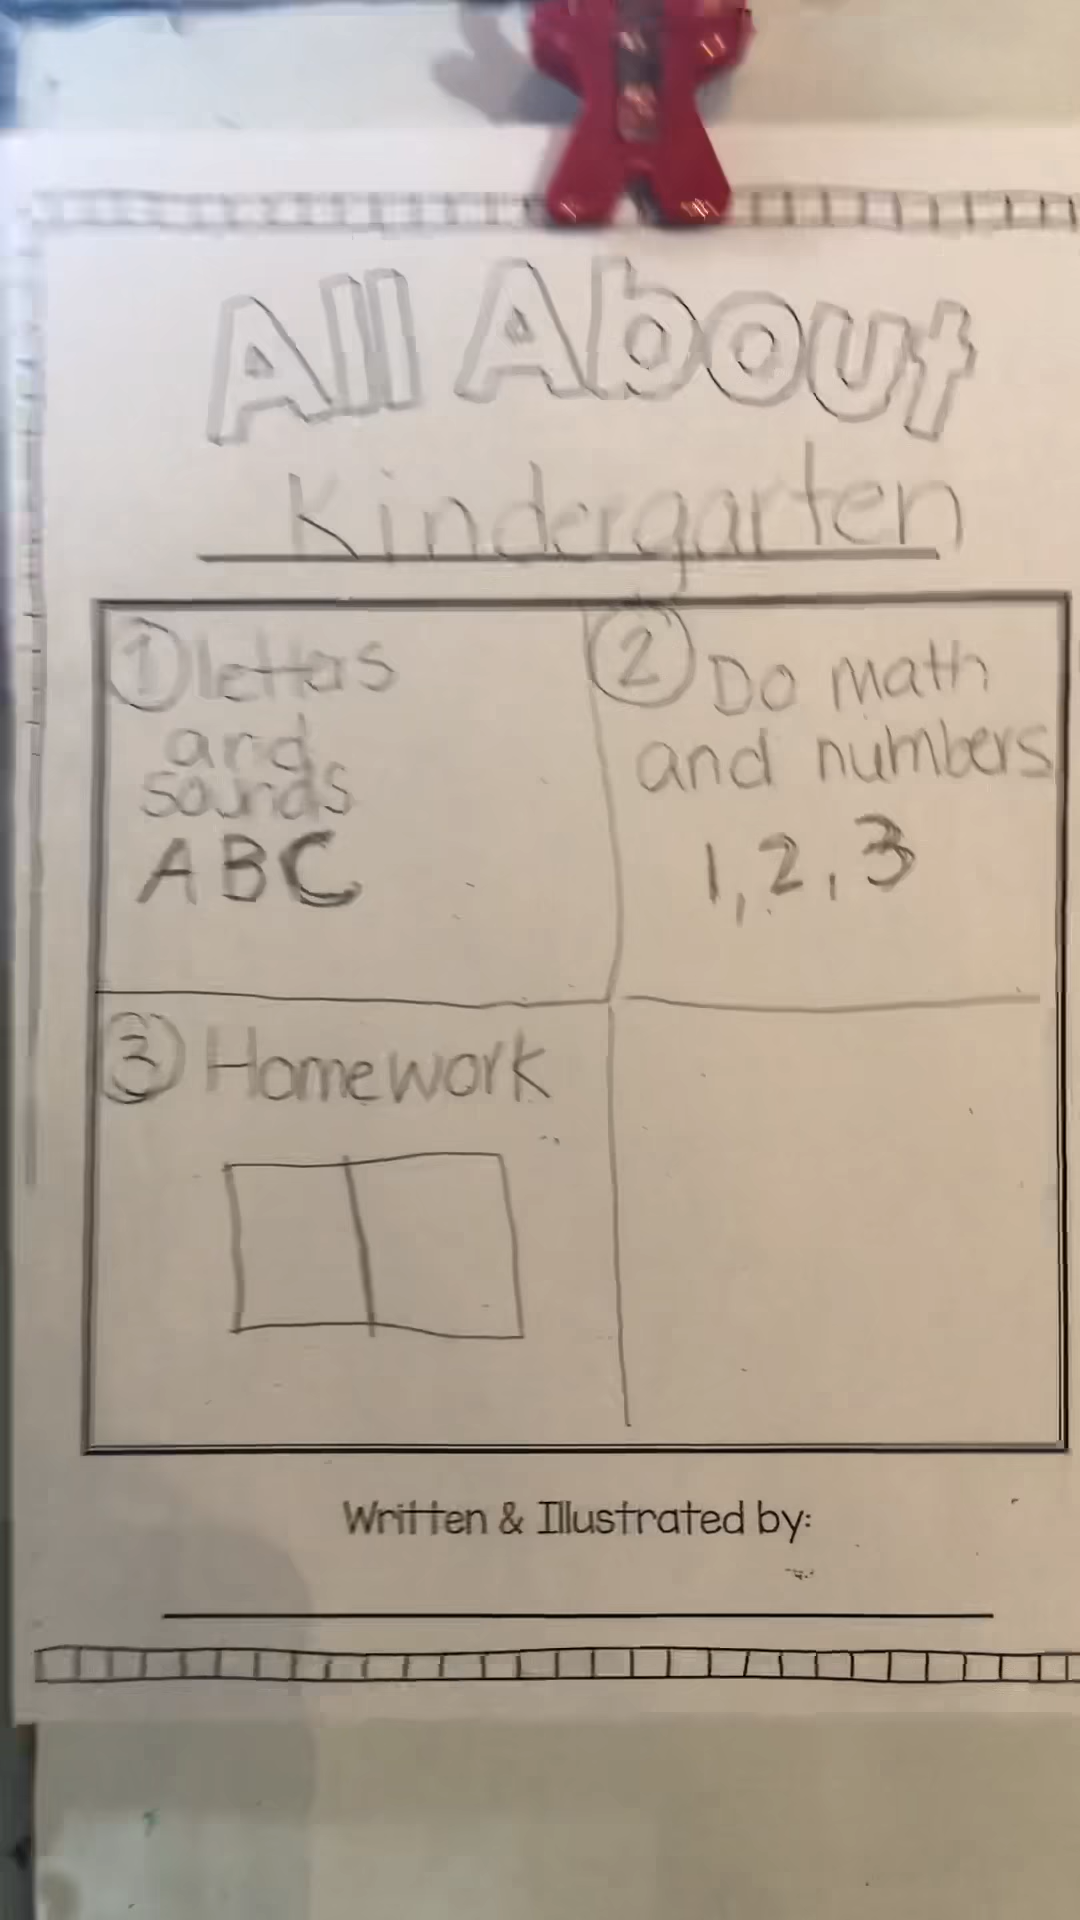 All About
Kindergarten
① letters
and
sounds
ABC
② Do math
and numbers
1, 2, 3
③ Homework
Written & Illustrated by: